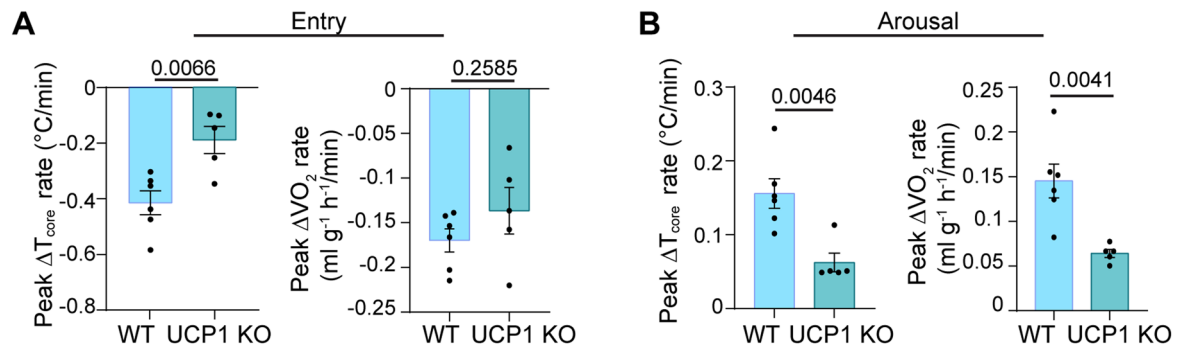 A
Entry
Peak ΔT_core rate (°C/min)
0
-0.2
-0.4
-0.6
-0.8
0.0066
WT UCP1 KO
Peak ΔVO₂ rate
(ml g⁻¹ h⁻¹/min)
0
-0.05
-0.1
-0.15
-0.2
-0.25
0.2585
WT UCP1 KO
B
Arousal
Peak ΔT_core rate (°C/min)
0.3
0.2
0.1
0
0.0046
WT UCP1 KO
Peak ΔVO₂ rate
(ml g⁻¹ h⁻¹/min)
0.25
0.2
0.15
0.1
0.05
0
0.0041
WT UCP1 KO